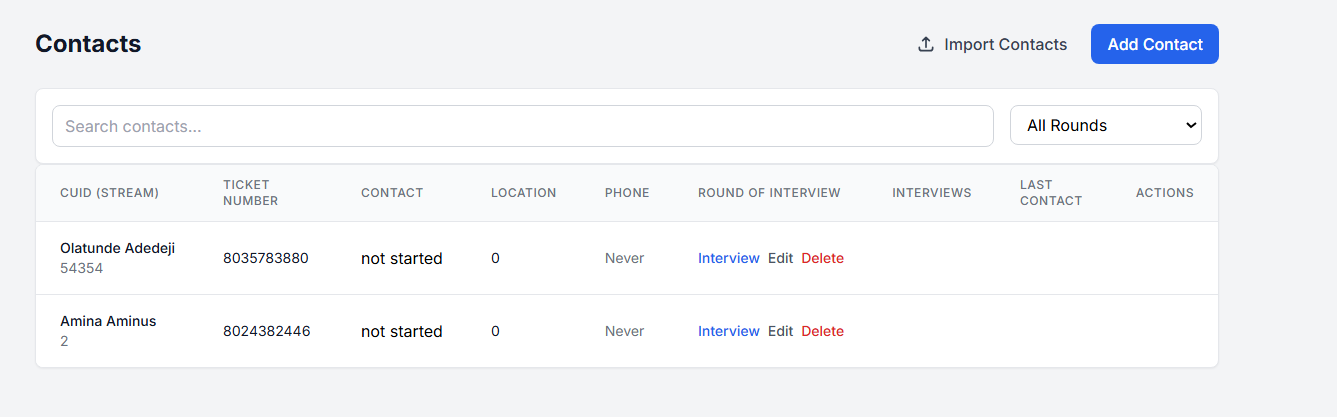 Contacts
Import Contacts
Add Contact
Search contacts...
All Rounds
CUID (STREAM) TICKET NUMBER CONTACT LOCATION PHONE ROUND OF INTERVIEW INTERVIEWS LAST CONTACT ACTIONS
Olatunde Adedeji
54354
8035783880 not started 0 Never Interview Edit Delete
Amina Aminus
2
8024382446 not started 0 Never Interview Edit Delete